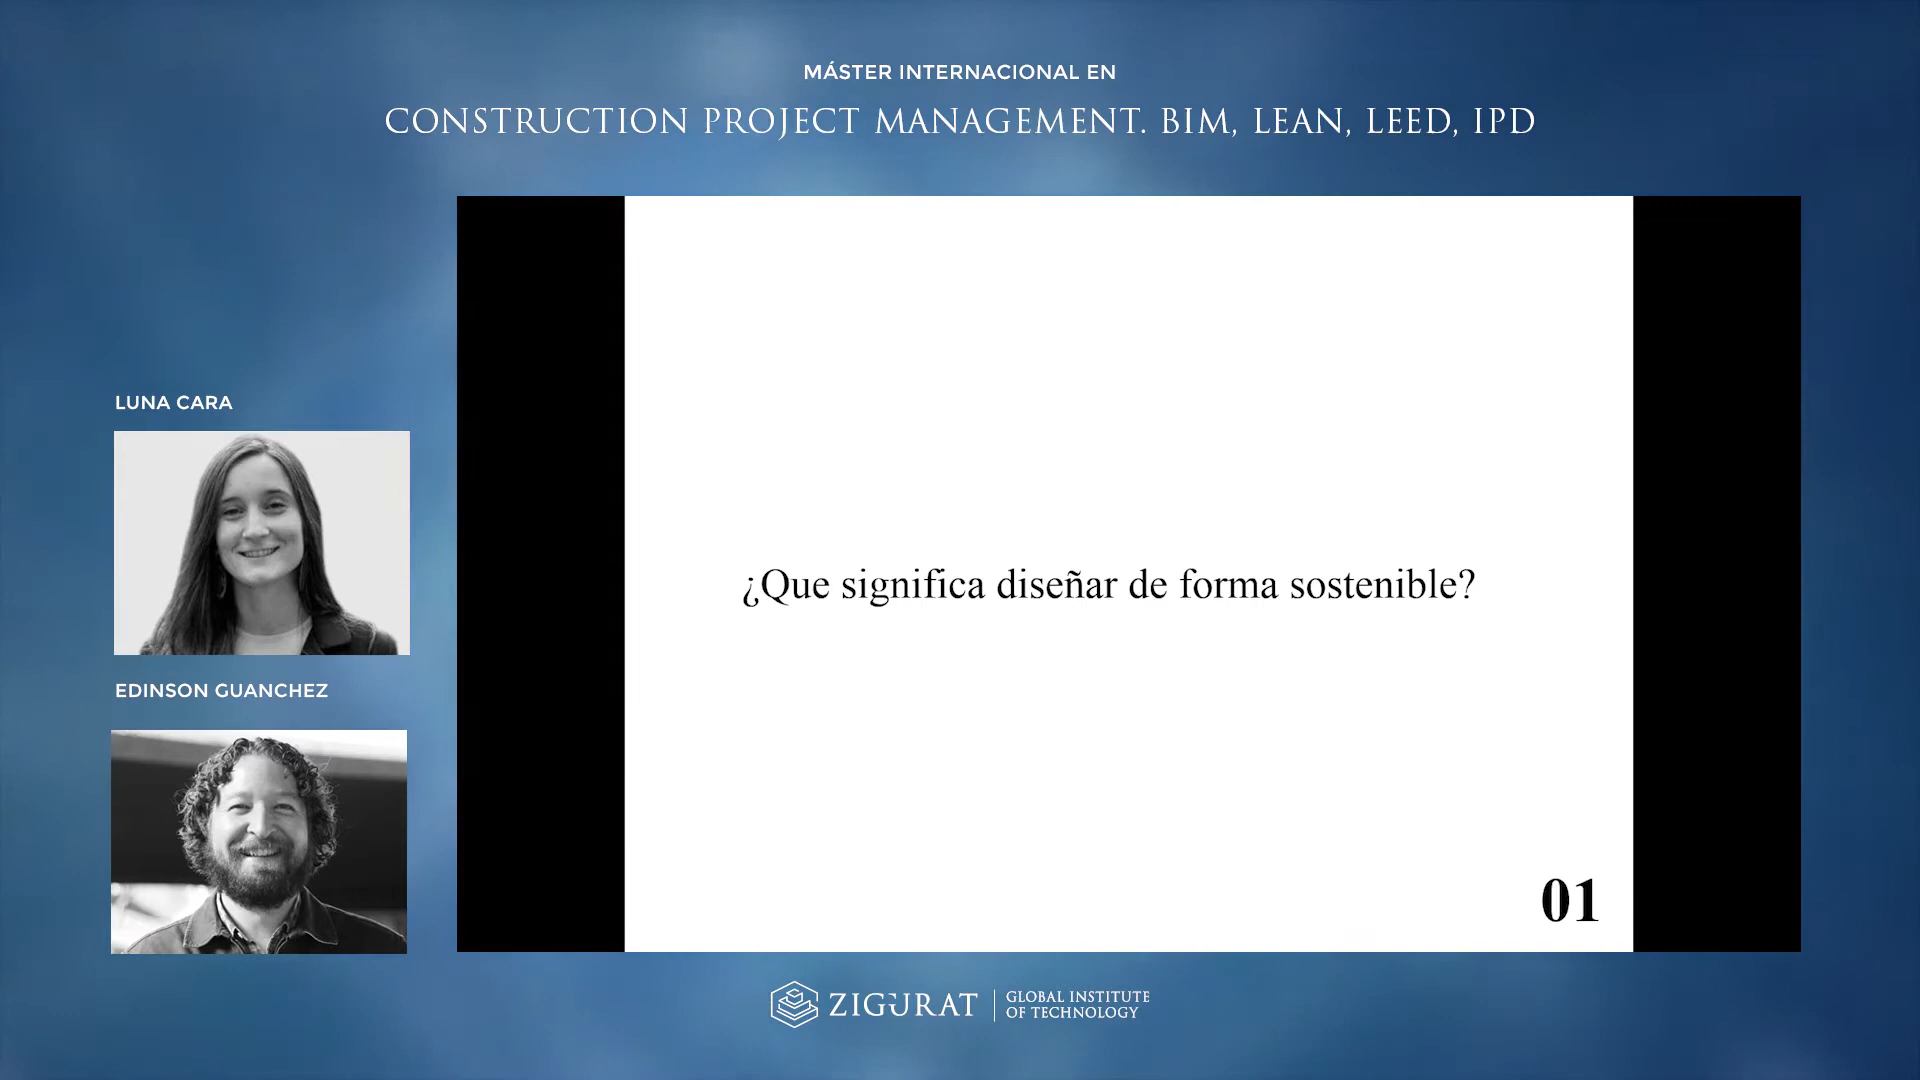 MÁSTER INTERNACIONAL EN
CONSTRUCTION PROJECT MANAGEMENT. BIM, LEAN, LEED, IPD
LUNA CARA
EDINSON GUANCHEZ
¿Que significa diseñar de forma sostenible?
01
ZIGURAT
GLOBAL INSTITUTE
OF TECHNOLOGY